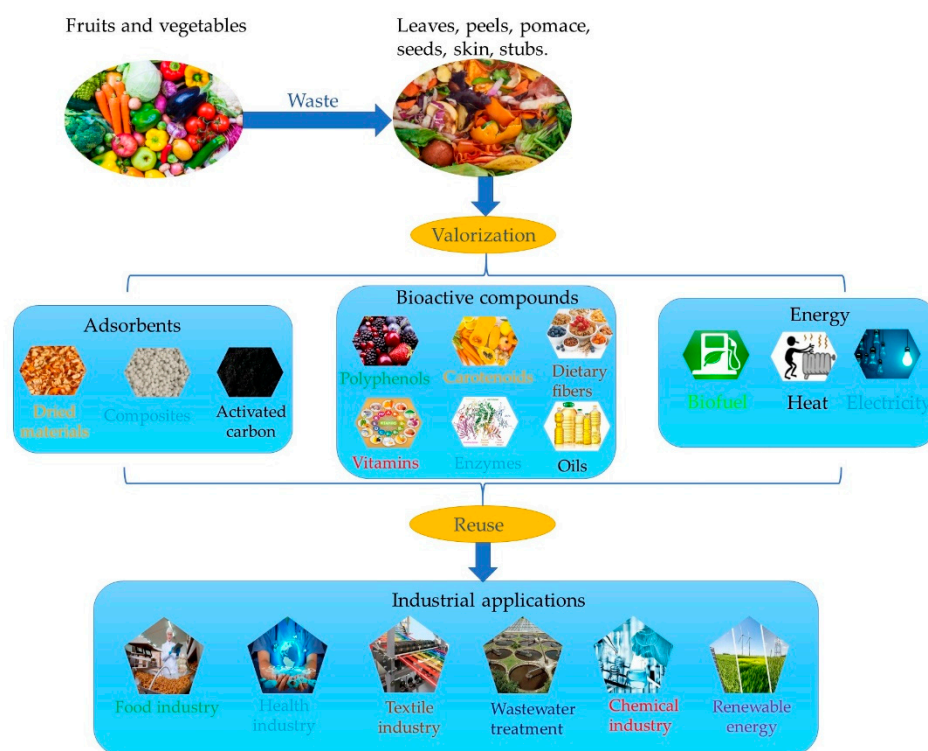 Fruits and vegetables
Leaves, peels, pomace,
seeds, skin, stubs.
Waste
Valorization
Adsorbents
Dried
materials
Composites
Activated
carbon
Bioactive compounds
Polyphenols
Carotenoids
Dietary
fibers
Vitamins
Enzymes
Oils
Energy
Biofuel
Heat
Electricity
Reuse
Industrial applications
Food industry
Health
industry
Textile
industry
Wastewater
treatment
Chemical
industry
Renewable
energy